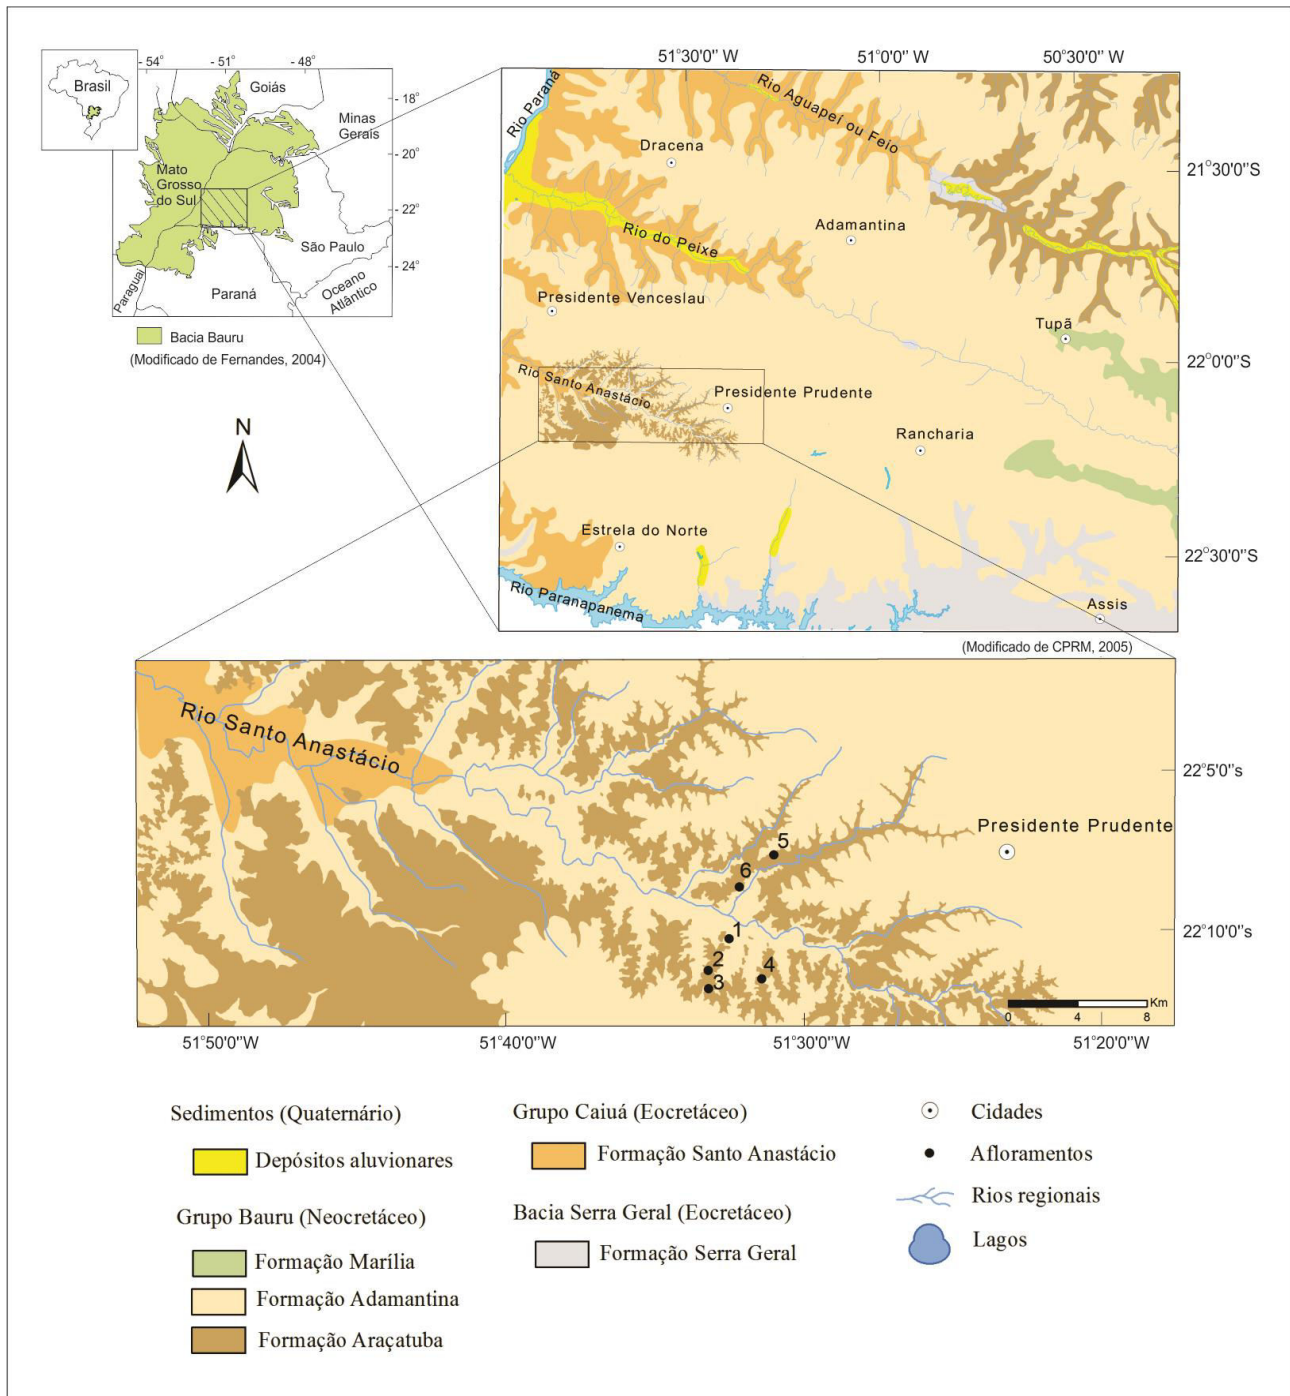 Brasil
- 54°
- 51°
- 48°
Goiás
- 18°
Minas
Gerais
- 20°
Mato
Grosso
do Sul
- 22°
São Paulo
- 24°
Paraguai
Paraná
Oceano
Atlântico
Bacia Bauru
(Modificado de Fernandes, 2004)
N
51°30'0'' W
51°00'0'' W
50°30'0'' W
Rio Paraná
Rio Aguapeí ou Feio
Dracena
21°30'0''S
Adamantina
Rio do Peixe
Presidente Venceslau
Tupã
22°00'0''S
Rio Santo Anastácio
Presidente Prudente
Rancharia
Estrela do Norte
22°30'0''S
Rio Paranapanema
Assis
(Modificado de CPRM, 2005)
Rio Santo Anastácio
22°5'0''s
Presidente Prudente
5
6
1
22°10'0''s
2
4
3
Km
0 4 8
51°50'0''W
51°40'0''W
51°30'0''W
51°20'0''W
Sedimentos (Quaternário)
Depósitos aluvionares
Grupo Bauru (Neocretáceo)
Formação Marília
Formação Adamantina
Formação Araçatuba
Grupo Caiuá (Eocretáceo)
Formação Santo Anastácio
Bacia Serra Geral (Eocretáceo)
Formação Serra Geral
Cidades
Afloramentos
Rios regionais
Lagos